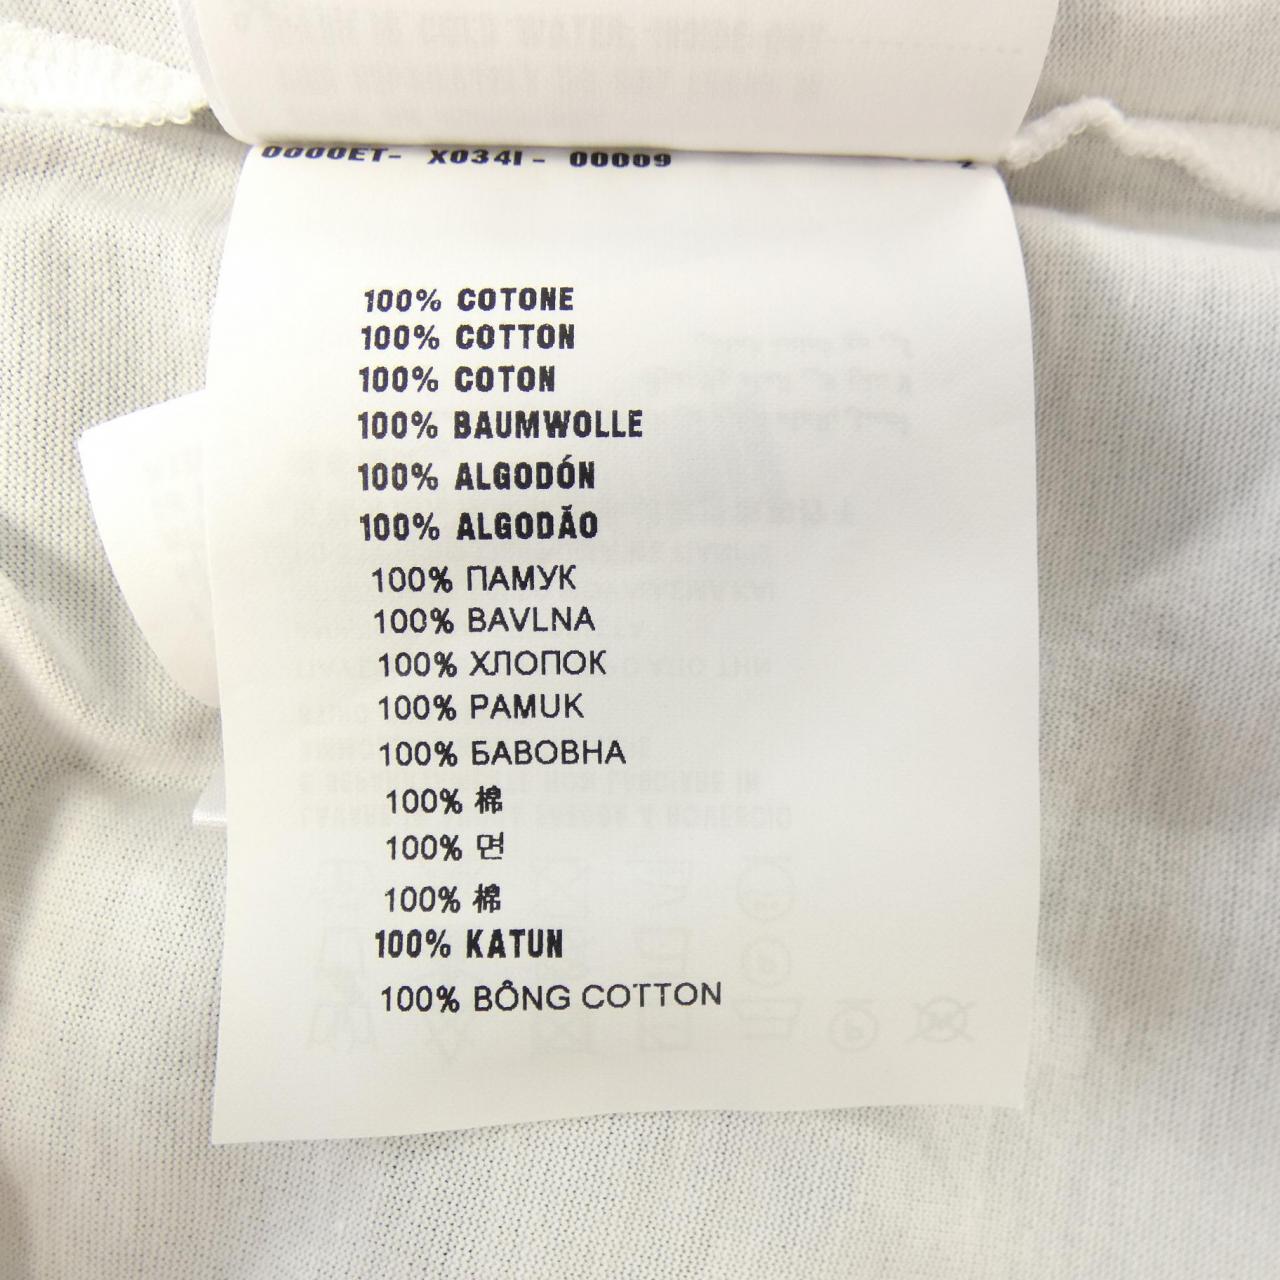 0000ET- X034I - 00009
100% COTONE
100% COTTON
100% COTON
100% BAUMWOLLE
100% ALGODÓN
100% ALGODÃO
100% ПАМУК
100% BAVLNA
100% ХЛОПОК
100% PAMUK
100% БАВОВНА
100% 棉
100% 면
100% 棉
100% KATUN
100% BÔNG COTTON